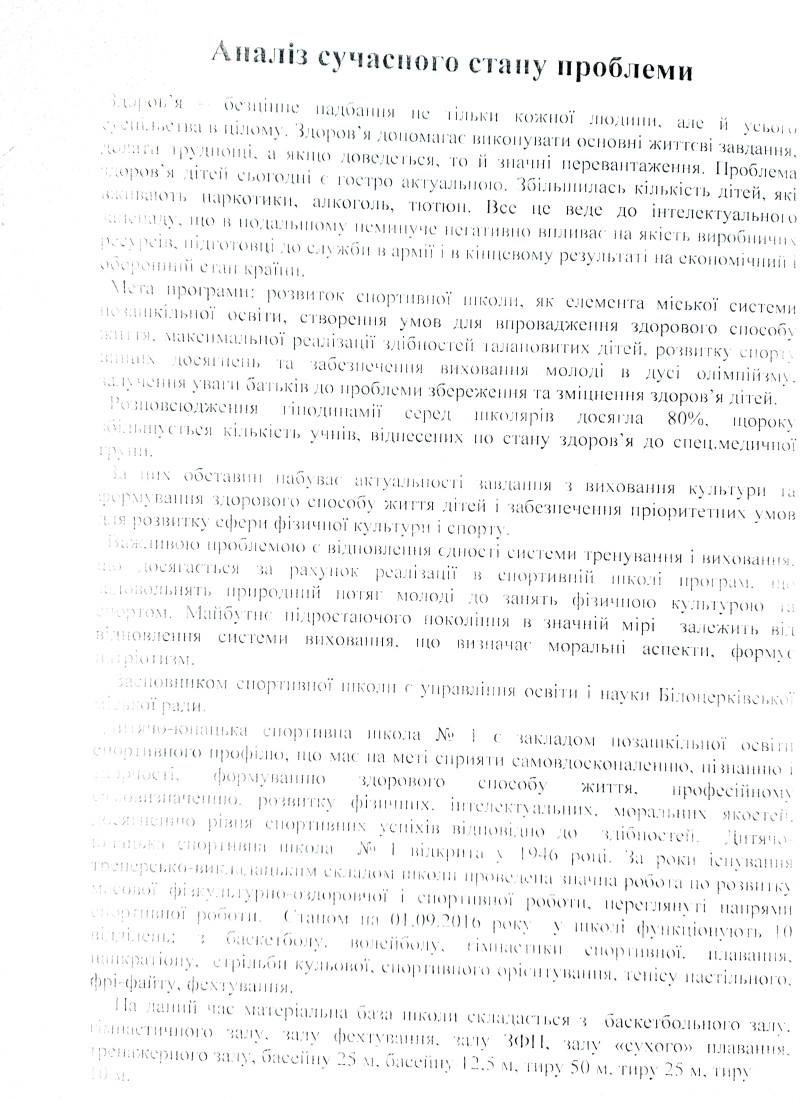 Аналіз сучасного стану проблеми
Здоров’я – безцінне надбання не тільки кожної людини, але й усього
суспільства в цілому. Здоров’я допомагає виконувати основні життєві завдання,
долати труднощі, а якщо доведеться, то й значні перевантаження. Проблема
здоров’я дітей сьогодні є гостро актуальною. Збільшилась кількість дітей, які
вживають наркотики, алкоголь, тютюн. Все це веде до інтелектуального
занепаду, що в подальшому неминуче негативно впливає на якість виробничих
ресурсів, підготовці до служби в армії і в кінцевому результаті на економічний і
оборонний стан країни.
Мета програми: розвиток спортивної школи, як елемента міської системи
позашкільної освіти, створення умов для впровадження здорового способу
життя, максимальної реалізації здібностей талановитих дітей, розвитку спорту
вищих досягнень та забезпечення виховання молоді в дусі олімпійзму,
залучення уваги батьків до проблеми збереження та зміцнення здоров’я дітей.
Розповсюдження гіподинамії серед школярів досягла 80%, щороку
збільшується кількість учнів, віднесених по стану здоров’я до спец.медичної
групи.
За цих обставин набуває актуальності завдання з виховання культури та
формування здорового способу життя дітей і забезпечення пріоритетних умов
для розвитку сфери фізичної культури і спорту.
Важливою проблемою є відновлення єдності системи тренування і виховання,
що досягається за рахунок реалізації в спортивній школі програм, що
задовольнять природний потяг молоді до занять фізичною культурою та
спортом. Майбутнє підростаючого покоління в значній мірі залежить від
відновлення системи виховання, що визначає моральні аспекти, формує
патріотизм.
Засновником спортивної школи є управління освіти і науки Білоцерківської
міської ради.
Дитячо-юнацька спортивна школа № 1 є закладом позашкільної освіти
спортивного профілю, що має на меті сприяти самовдосконаленню, пізнанню і
творчості, формуванню здорового способу життя, професійному
самовизначенню, розвитку фізичних, інтелектуальних, моральних якостей,
досягненню рівня спортивних успіхів відповідно до здібностей. Дитячо-
юнацька спортивна школа № 1 відкрита у 1946 році. За роки існування
тренерсько-викладацьким складом школи проведена значна робота по розвитку
масової фізкультурно-оздоровчої і спортивної роботи, переглянуті напрями
спортивної роботи. Станом на 01.09.2016 року у школі функціонують 10
відділень: з баскетболу, волейболу, гімнастики спортивної, плавання,
панкратіону, стрільби кульової, спортивного орієнтування, тенісу настільного,
фрі-файту, фехтування.
На даний час матеріальна база школи складається з баскетбольного залу,
гімнастичного залу, залу фехтування, залу ЗФП, залу «сухого» плавання,
тренажерного залу, басейну 25 м, басейну 12,5 м, тиру 50 м, тиру 25 м, тиру
10 м.